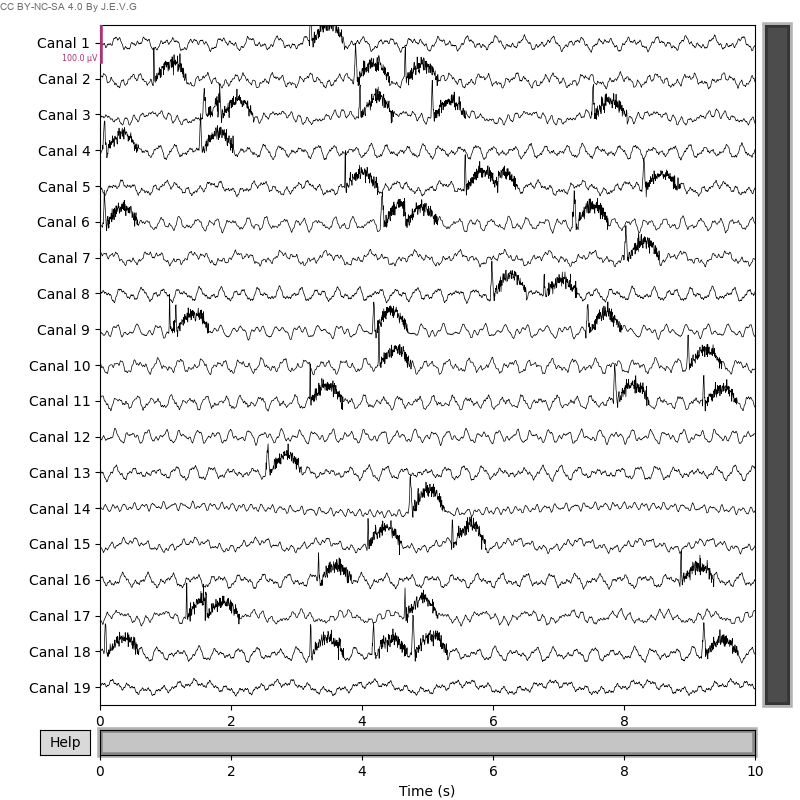 CC BY-NC-SA 4.0 By J.E.V.G
Canal 1
100.0 µV
Canal 2
Canal 3
Canal 4
Canal 5
Canal 6
Canal 7
Canal 8
Canal 9
Canal 10
Canal 11
Canal 12
Canal 13
Canal 14
Canal 15
Canal 16
Canal 17
Canal 18
Canal 19
0 2 4 6 8
Help
0 2 4 6 8 10
Time (s)